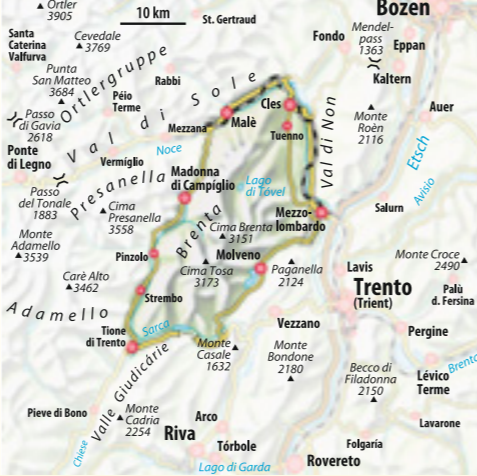 Ortler
3905
10 km
St. Gertraud
Bozen
Santa
Caterina
Valfurva
Cevedale
3769
Fondo
Mendel-
pass
1363
Eppan
Punta
San Matteo
3684
Ortlergruppe
Rabbi
Kaltern
Péio
Terme
Val di Sole
Cles
Passo
di Gavia
2618
Mezzana
Malè
Tuenno
Val di Non
Monte
Roèn
2116
Auer
Ponte
di Legno
Vermíglio
Noce
Etsch
Passo
del Tonale
1883
Presanella
Madonna
di Campíglio
Lago
di Tóvel
Avisio
Cima
Presanella
3558
Brenta
Mezzo-
lombardo
Salurn
Monte
Adamello
3539
Pinzolo
Cima Brenta
3151
Molveno
Cima Tosa
3173
Paganella
2124
Lavis
Monte Croce
2490
Carè Alto
3462
Strembo
Trento
(Trient)
Palù
d. Fersina
Adamello
Tione
di Trento
Sarca
Vezzano
Pergine
Valle Giudicárie
Monte
Casale
1632
Monte
Bondone
2180
Becco di
Filadonna
2150
Brenta
Lévico
Terme
Pieve di Bono
Monte
Cadria
2254
Arco
Lavarone
Chiese
Riva
Tórbole
Folgaría
Lago di Garda
Rovereto